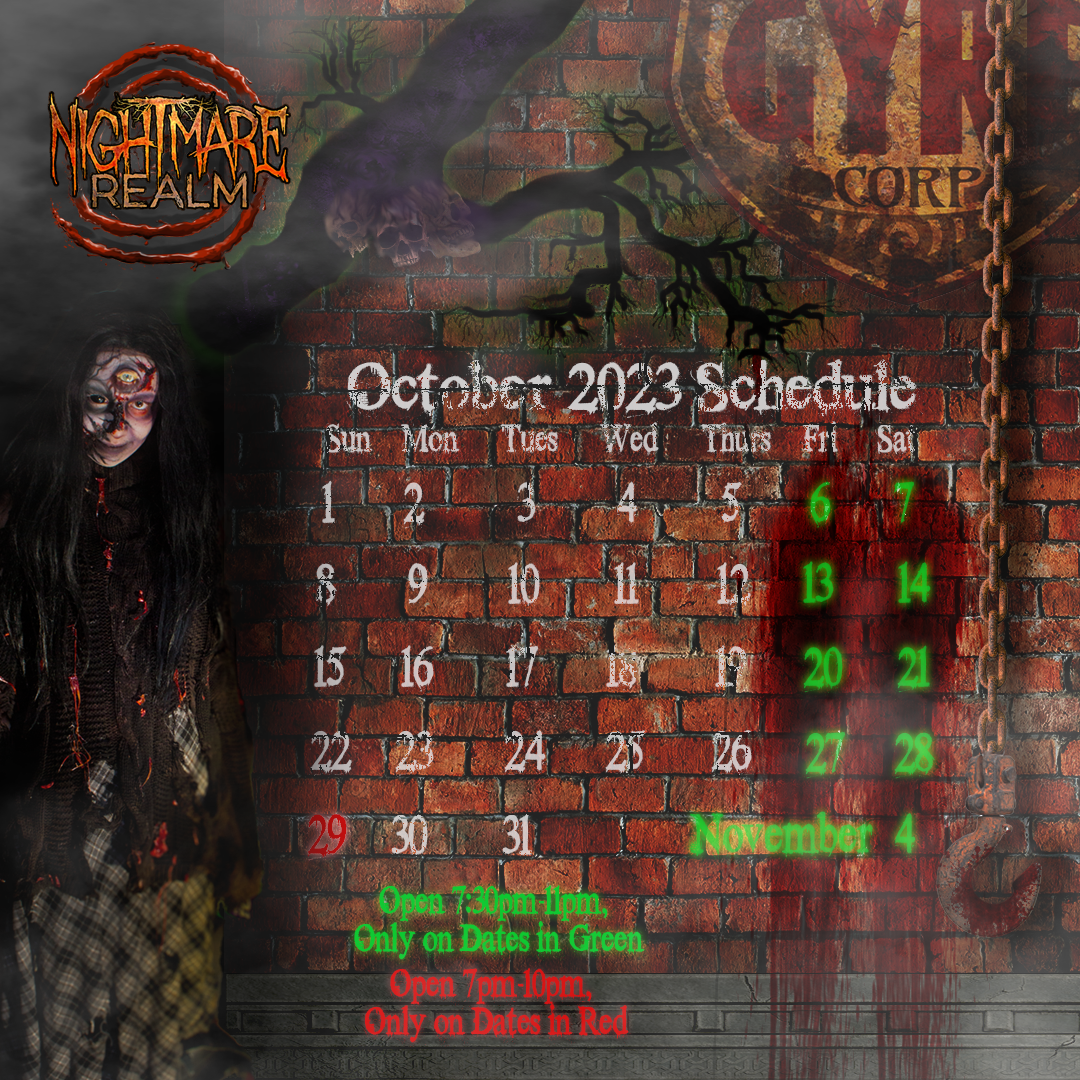 NIGHTMARE
REALM
GYRE
CORP
October 2023 Schedule
Sun Mon Tues Wed Thurs Fri Sat
1 2 3 4 5 6 7
8 9 10 11 12 13 14
15 16 17 18 19 20 21
22 23 24 25 26 27 28
29 30 31 November 4
Open 7:30pm-11pm,
Only on Dates in Green
Open 7pm-10pm,
Only on Dates in Red